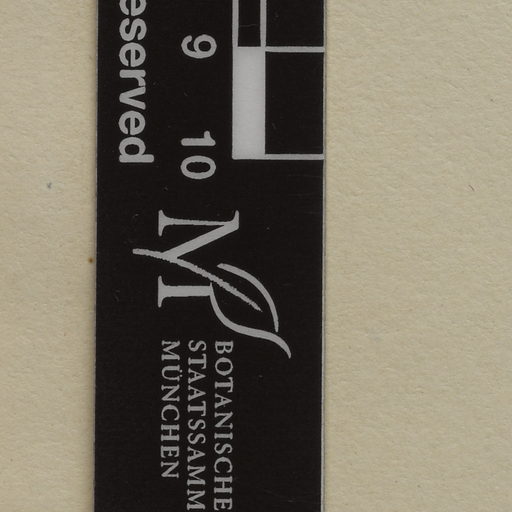 eserved
9 10
BOTANISCHE
STAATSSAMM
MÜNCHEN